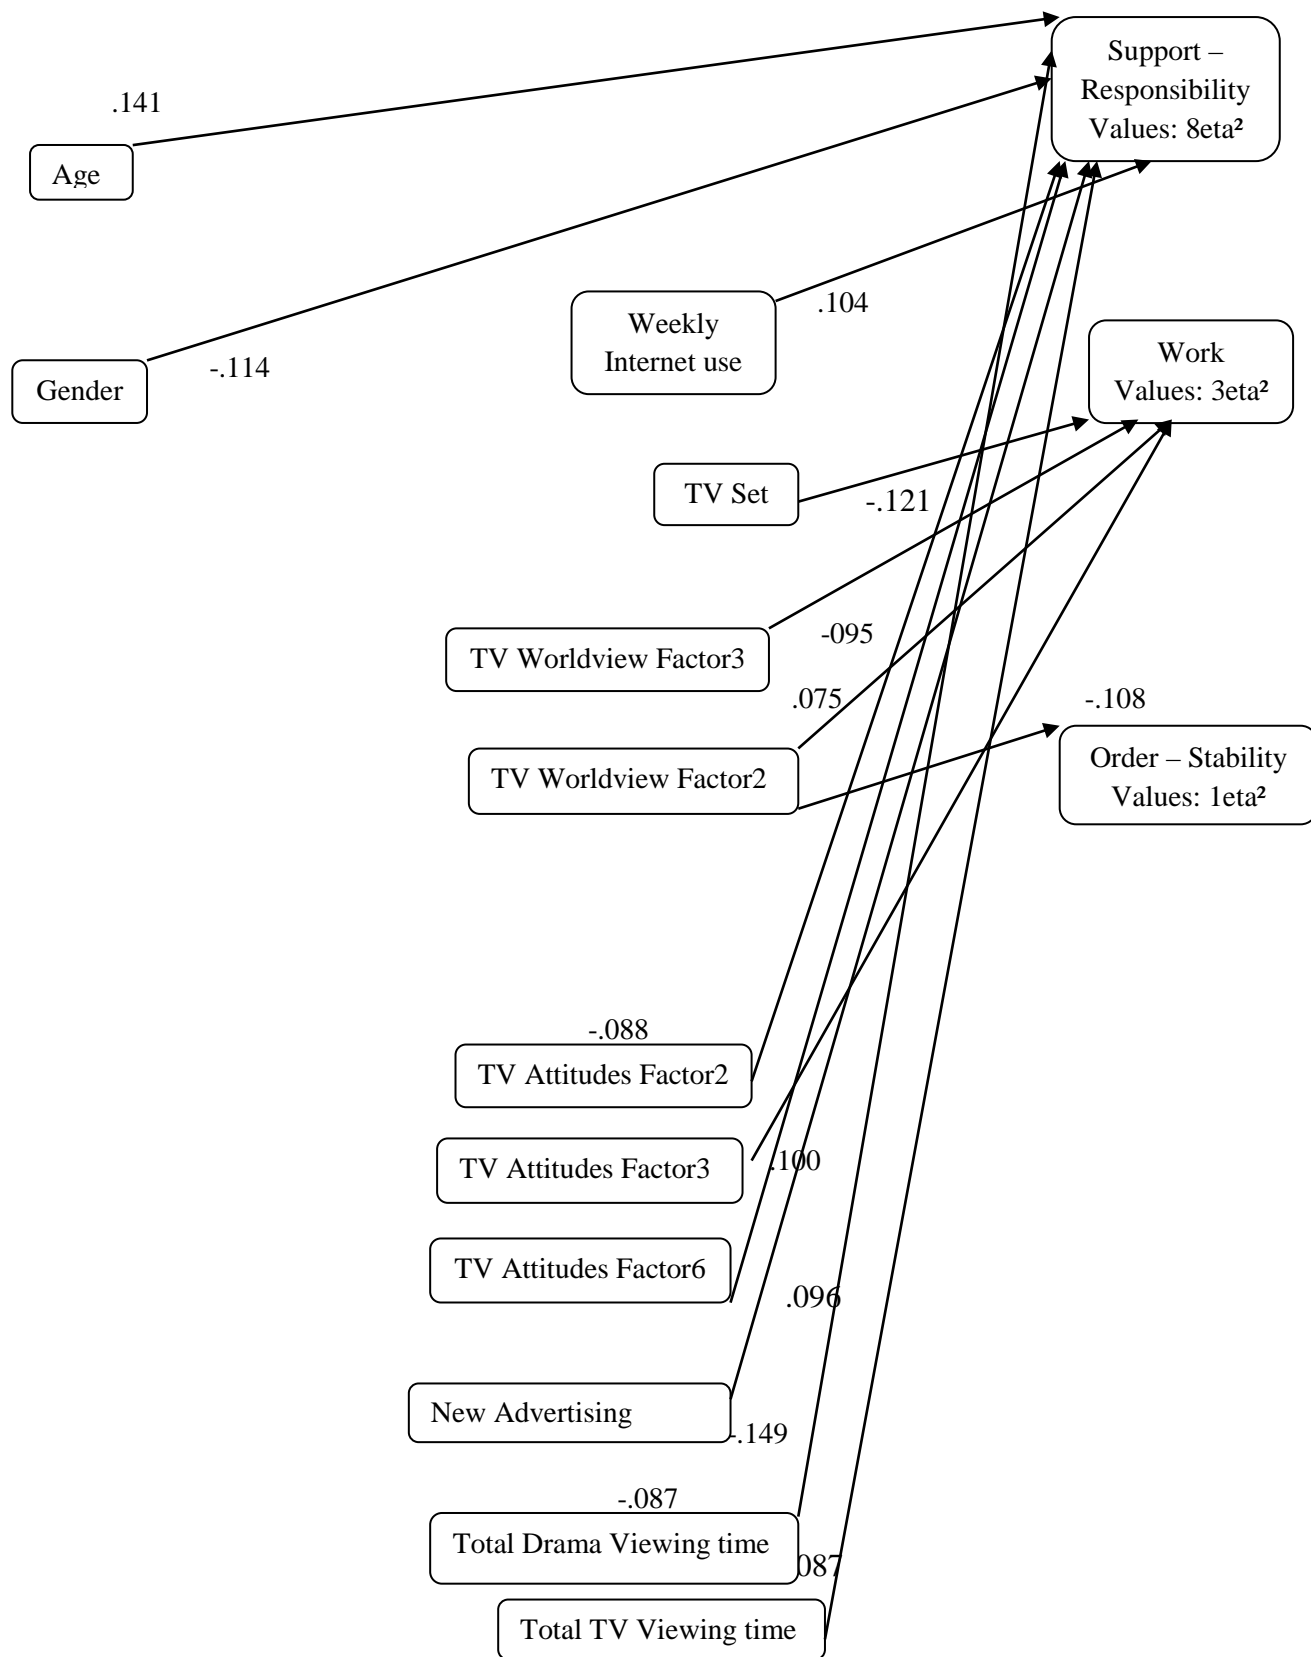 Support –
Responsibility
Values: 8eta²
.141
Age
.104
Weekly
Internet use
Work
Values: 3eta²
-.114
Gender
TV Set
-.121
-095
TV Worldview Factor3
.075
-.108
TV Worldview Factor2
Order – Stability
Values: 1eta²
-.088
TV Attitudes Factor2
TV Attitudes Factor3
.100
TV Attitudes Factor6
.096
New Advertising
-.149
-.087
Total Drama Viewing time
087
Total TV Viewing time